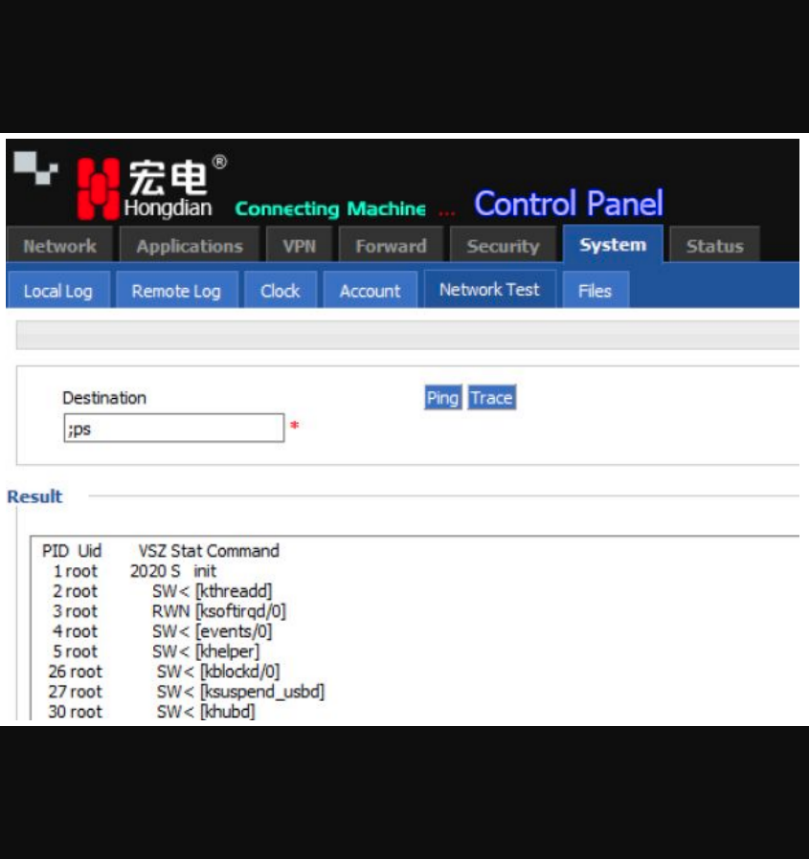 宏电®
Hongdian Connecting Machine ... Control Panel
Network Applications VPN Forward Security System Status
Local Log Remote Log Clock Account Network Test Files
Destination Ping Trace
;ps *
Result
PID Uid VSZ Stat Command
1 root 2020 S init
2 root SW< [kthreadd]
3 root RWN [ksoftirqd/0]
4 root SW< [events/0]
5 root SW< [khelper]
26 root SW< [kblockd/0]
27 root SW< [ksuspend_usbd]
30 root SW< [khubd]